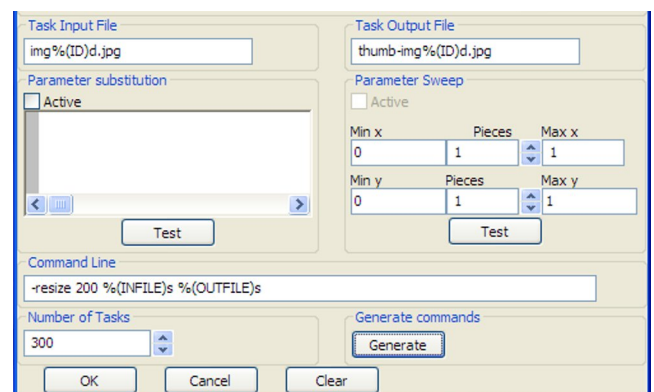 Task Input File
img%(ID)d.jpg
Task Output File
thumb-img%(ID)d.jpg
Parameter substitution
Active
Test
Parameter Sweep
Active
Min x Pieces Max x
0 1 1
Min y Pieces Max y
0 1 1
Test
Command Line
-resize 200 %(INFILE)s %(OUTFILE)s
Number of Tasks
300
Generate commands
Generate
OK Cancel Clear